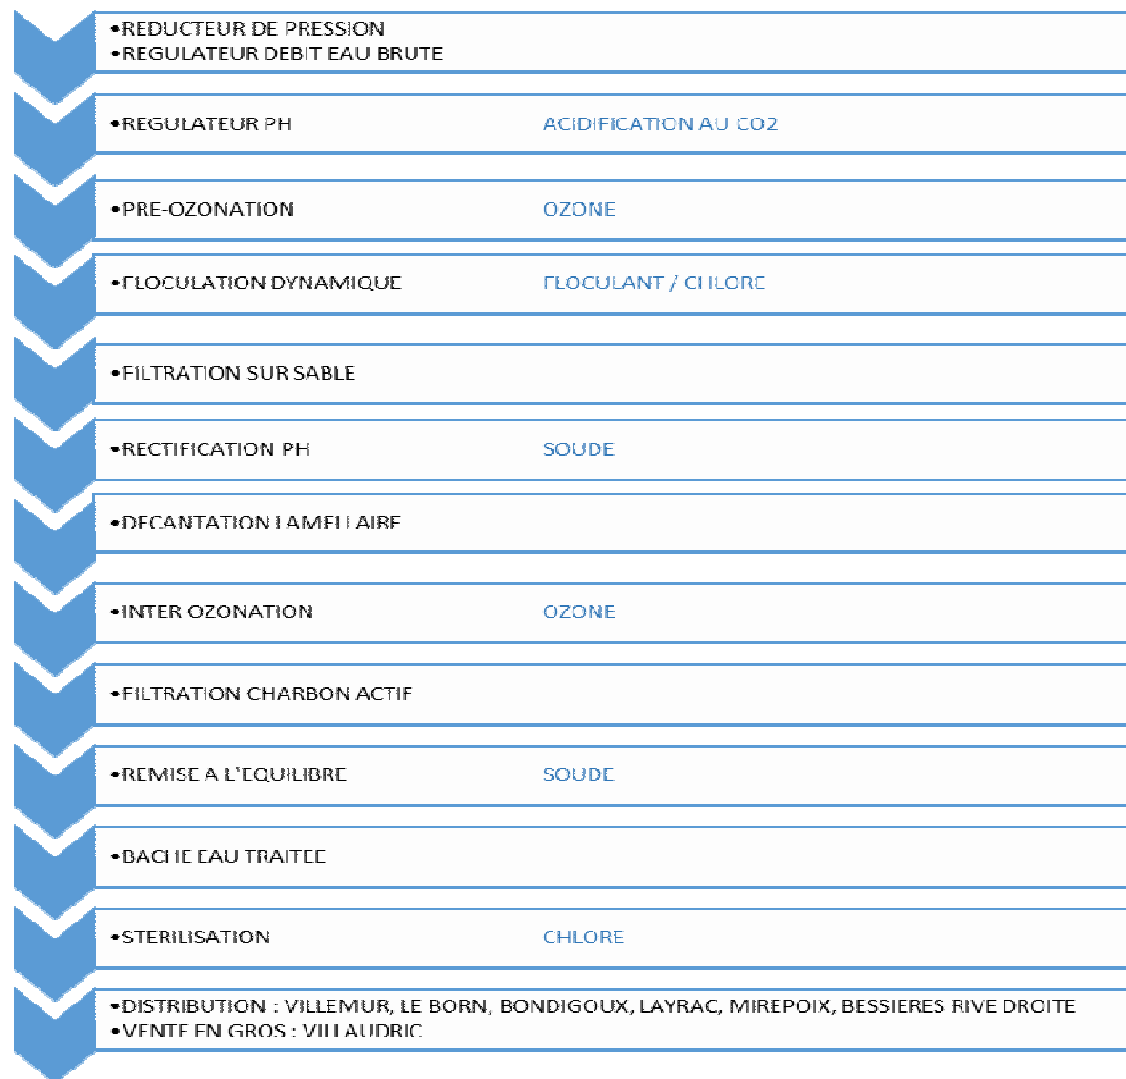 •REDUCTEUR DE PRESSION
•REGULATEUR DEBIT EAU BRUTE
•REGULATEUR PH ACIDIFICATION AU CO2
•PRE-OZONATION OZONE
•FLOCULATION DYNAMIQUE FLOCULANT / CHLORE
•FILTRATION SUR SABLE
•RECTIFICATION PH SOUDE
•DECANTATION LAMELLAIRE
•INTER OZONATION OZONE
•FILTRATION CHARBON ACTIF
•REMISE A L'EQUILIBRE SOUDE
•BACHE EAU TRAITEE
•STERILISATION CHLORE
•DISTRIBUTION : VILLEMUR, LE BORN, BONDIGOUX, LAYRAC, MIREPOIX, BESSIERES RIVE DROITE
•VENTE EN GROS : VILLAUDRIC